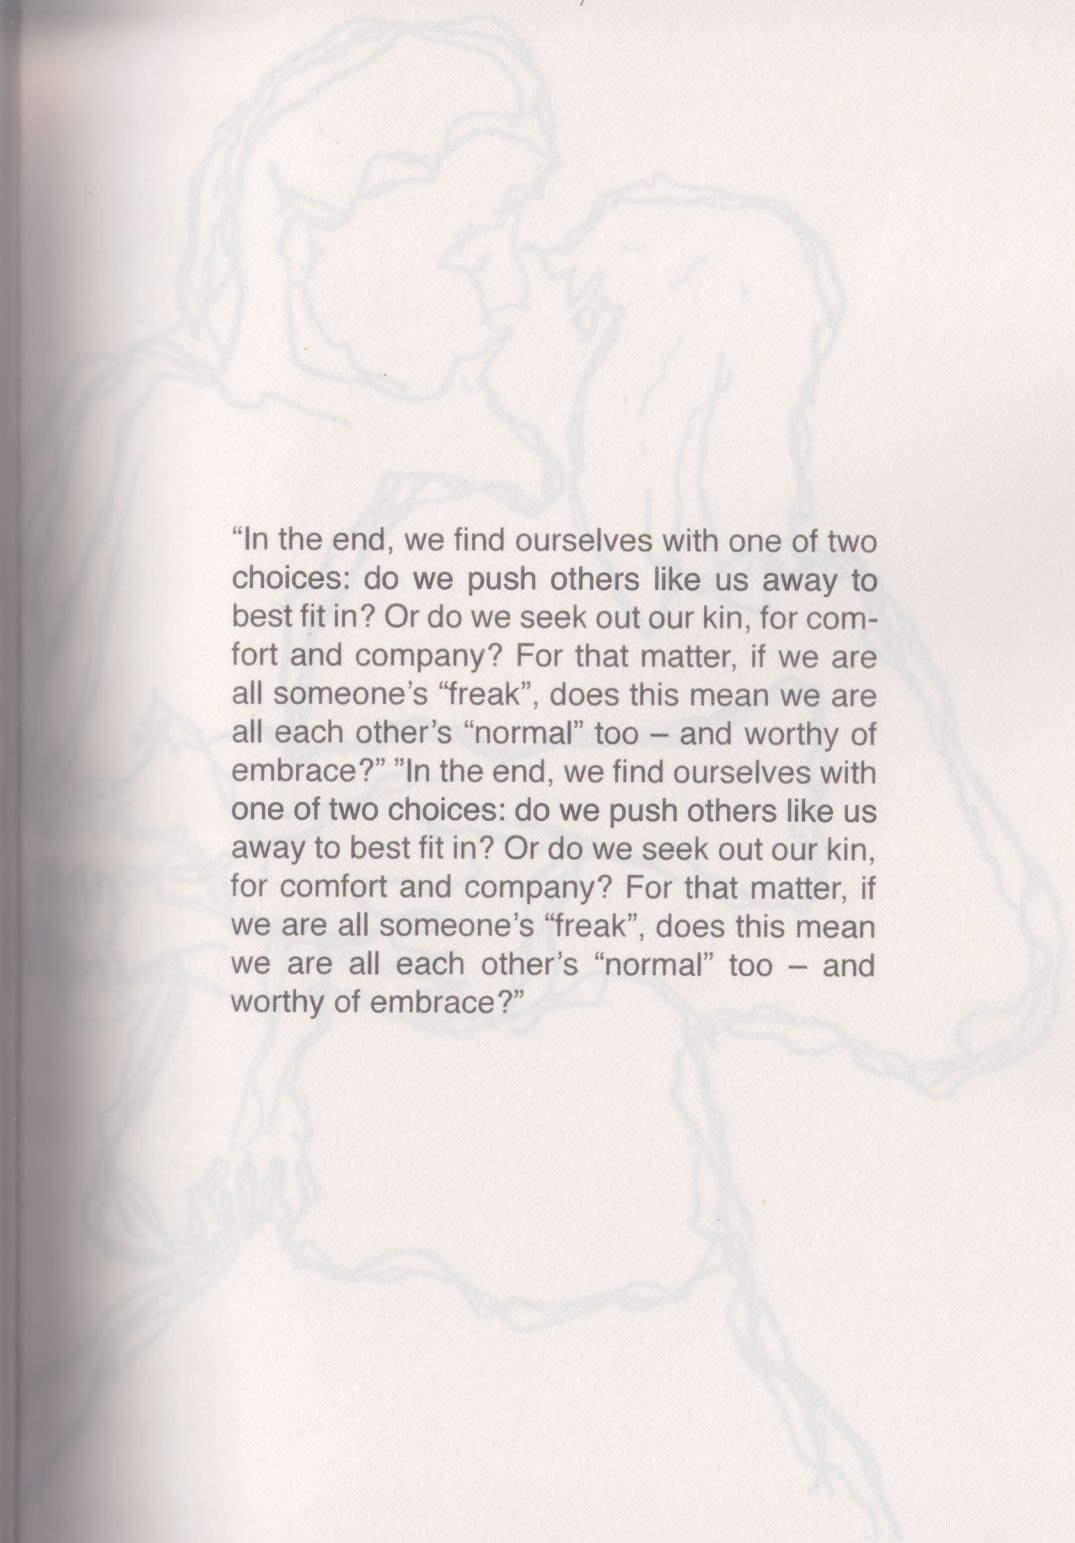 “In the end, we find ourselves with one of two
choices: do we push others like us away to
best fit in? Or do we seek out our kin, for com-
fort and company? For that matter, if we are
all someone’s “freak”, does this mean we are
all each other’s “normal” too – and worthy of
embrace?” ”In the end, we find ourselves with
one of two choices: do we push others like us
away to best fit in? Or do we seek out our kin,
for comfort and company? For that matter, if
we are all someone’s “freak”, does this mean
we are all each other’s “normal” too – and
worthy of embrace?”